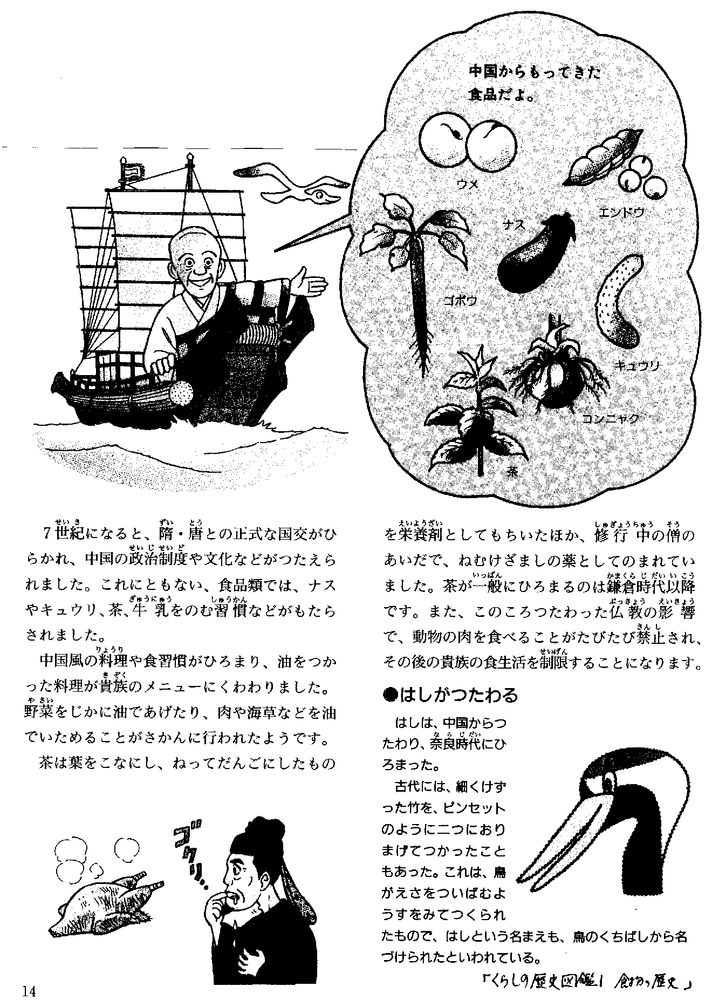 中国からもってきた
食品だよ。
ウメ
エンドウ
ナス
ゴボウ
キュウリ
コンニャク
茶
7世紀になると、隋・唐との正式な国交がひ
らかれ、中国の政治制度や文化などがつたえら
れました。これにともない、食品類では、ナス
やキュウリ、茶、牛乳をのむ習慣などがもたら
されました。
中国風の料理や食習慣がひろまり、油をつか
った料理が貴族のメニューにくわわりました。
野菜をじかに油であげたり、肉や海草などを油
でいためることがさかんに行われたようです。
茶は葉をこなにし、ねってだんごにしたもの
ゴクリ…
14
を栄養剤としてもちいたほか、修行中の僧の
あいだで、ねむけざましの薬としてのまれてい
ました。茶が一般にひろまるのは鎌倉時代以降
です。また、このころつたわった仏教の影響
で、動物の肉を食べることがたびたび禁止され、
その後の貴族の食生活を制限することになります。
●はしがつたわる
はしは、中国からつ
たわり、奈良時代にひ
ろまった。
古代には、細くけず
った竹を、ピンセット
のように二つにおり
まげてつかったこと
もあった。これは、鳥
がえさをついばむよ
うすをみてつくられ
たもので、はしという名まえも、鳥のくちばしから名
づけられたといわれている。
「くらしの歴史図鑑1 食物の歴史」